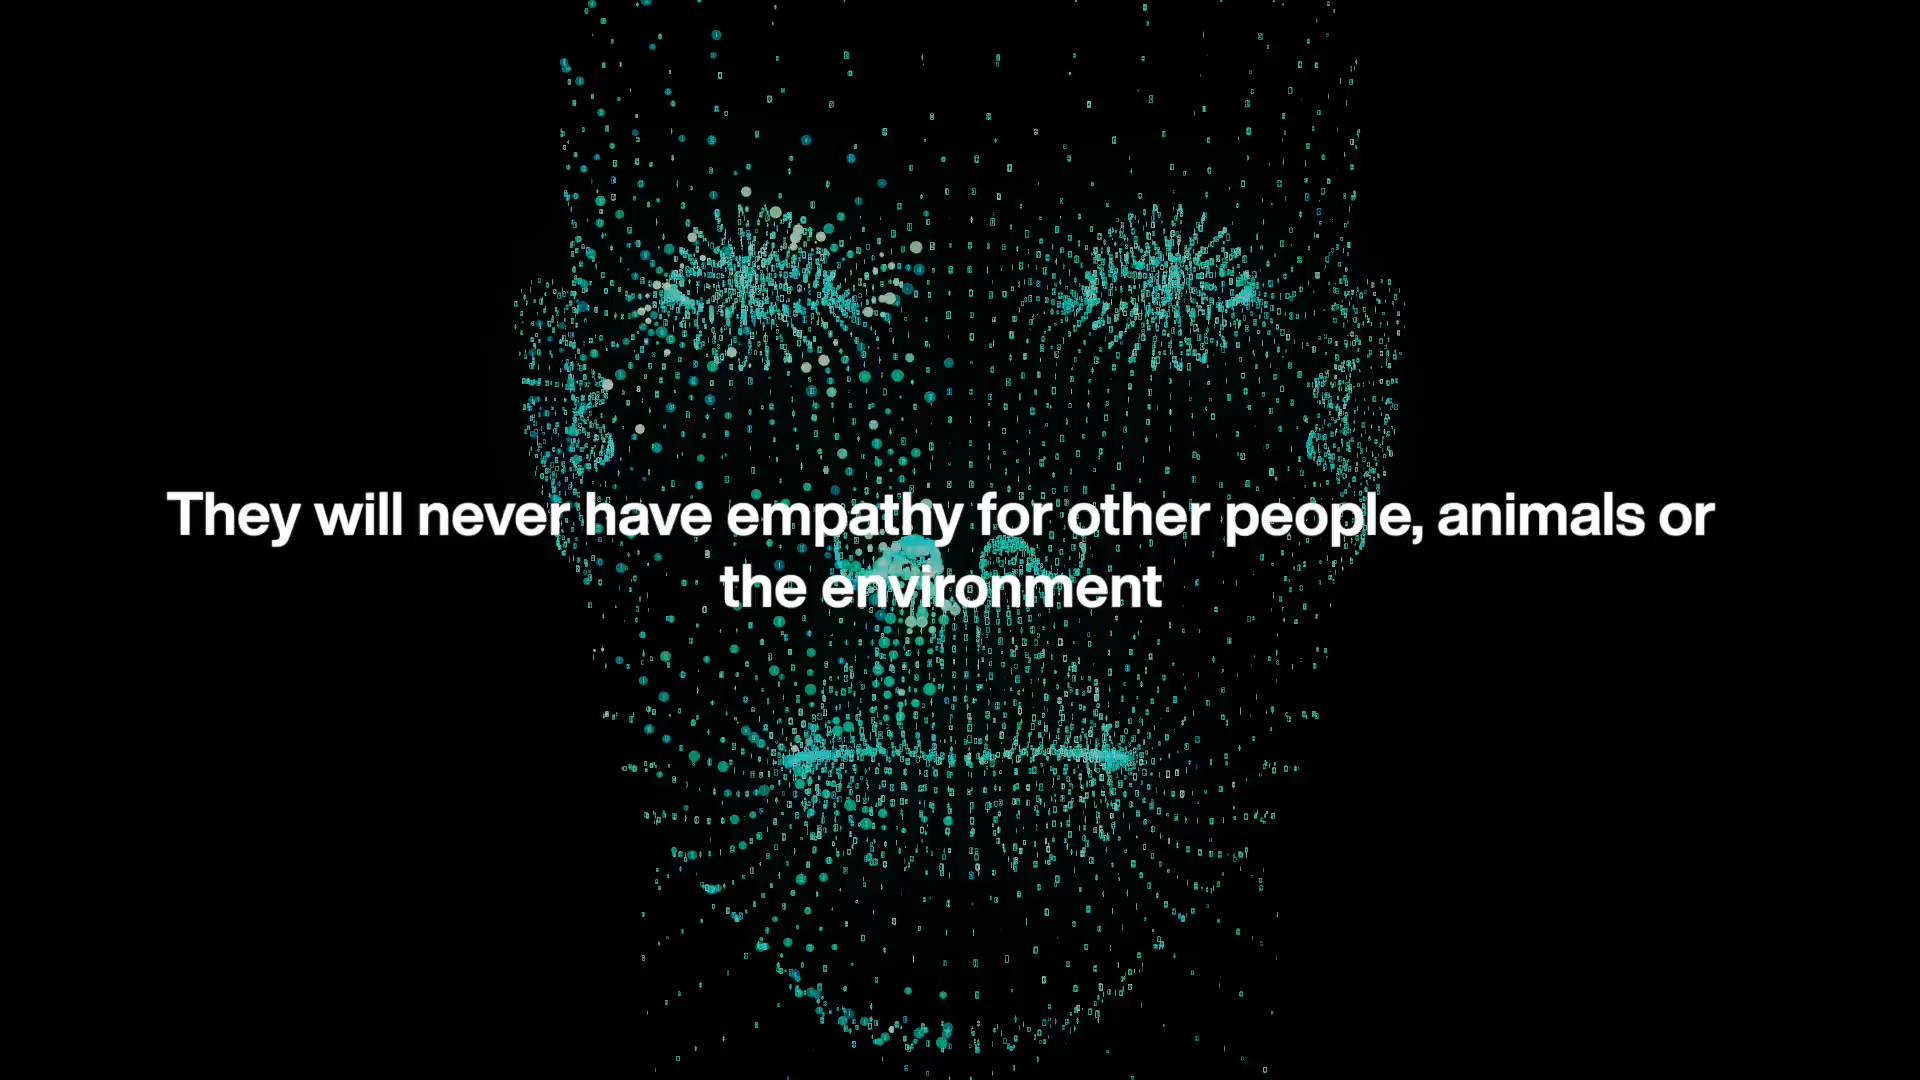 They will never have empathy for other people, animals or
the environment